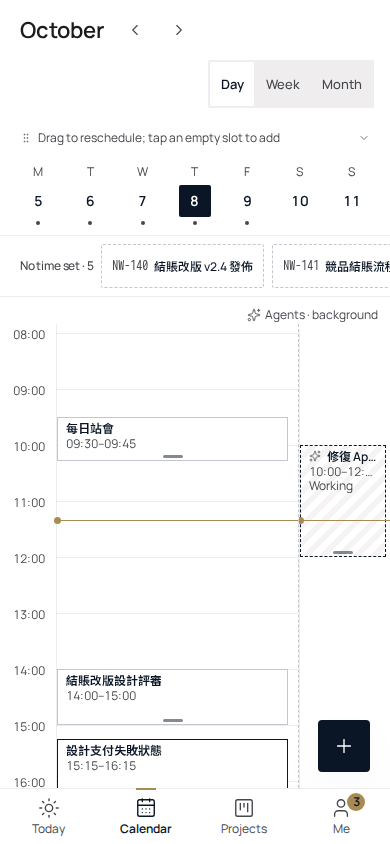 October
Day Week Month
Drag to reschedule; tap an empty slot to add
M T W T F S S
5 6 7 8 9 10 11
No time set · 5
NW-140 結賬改版 v2.4 發佈
NW-141 競品結賬流程
Agents · background
08:00
09:00
每日站會
09:30–09:45
10:00
修復 Ap…
10:00–12:…
Working
11:00
12:00
13:00
14:00
結賬改版設計評審
14:00–15:00
15:00
設計支付失敗狀態
15:15–16:15
16:00
Today
Calendar
Projects
3
Me